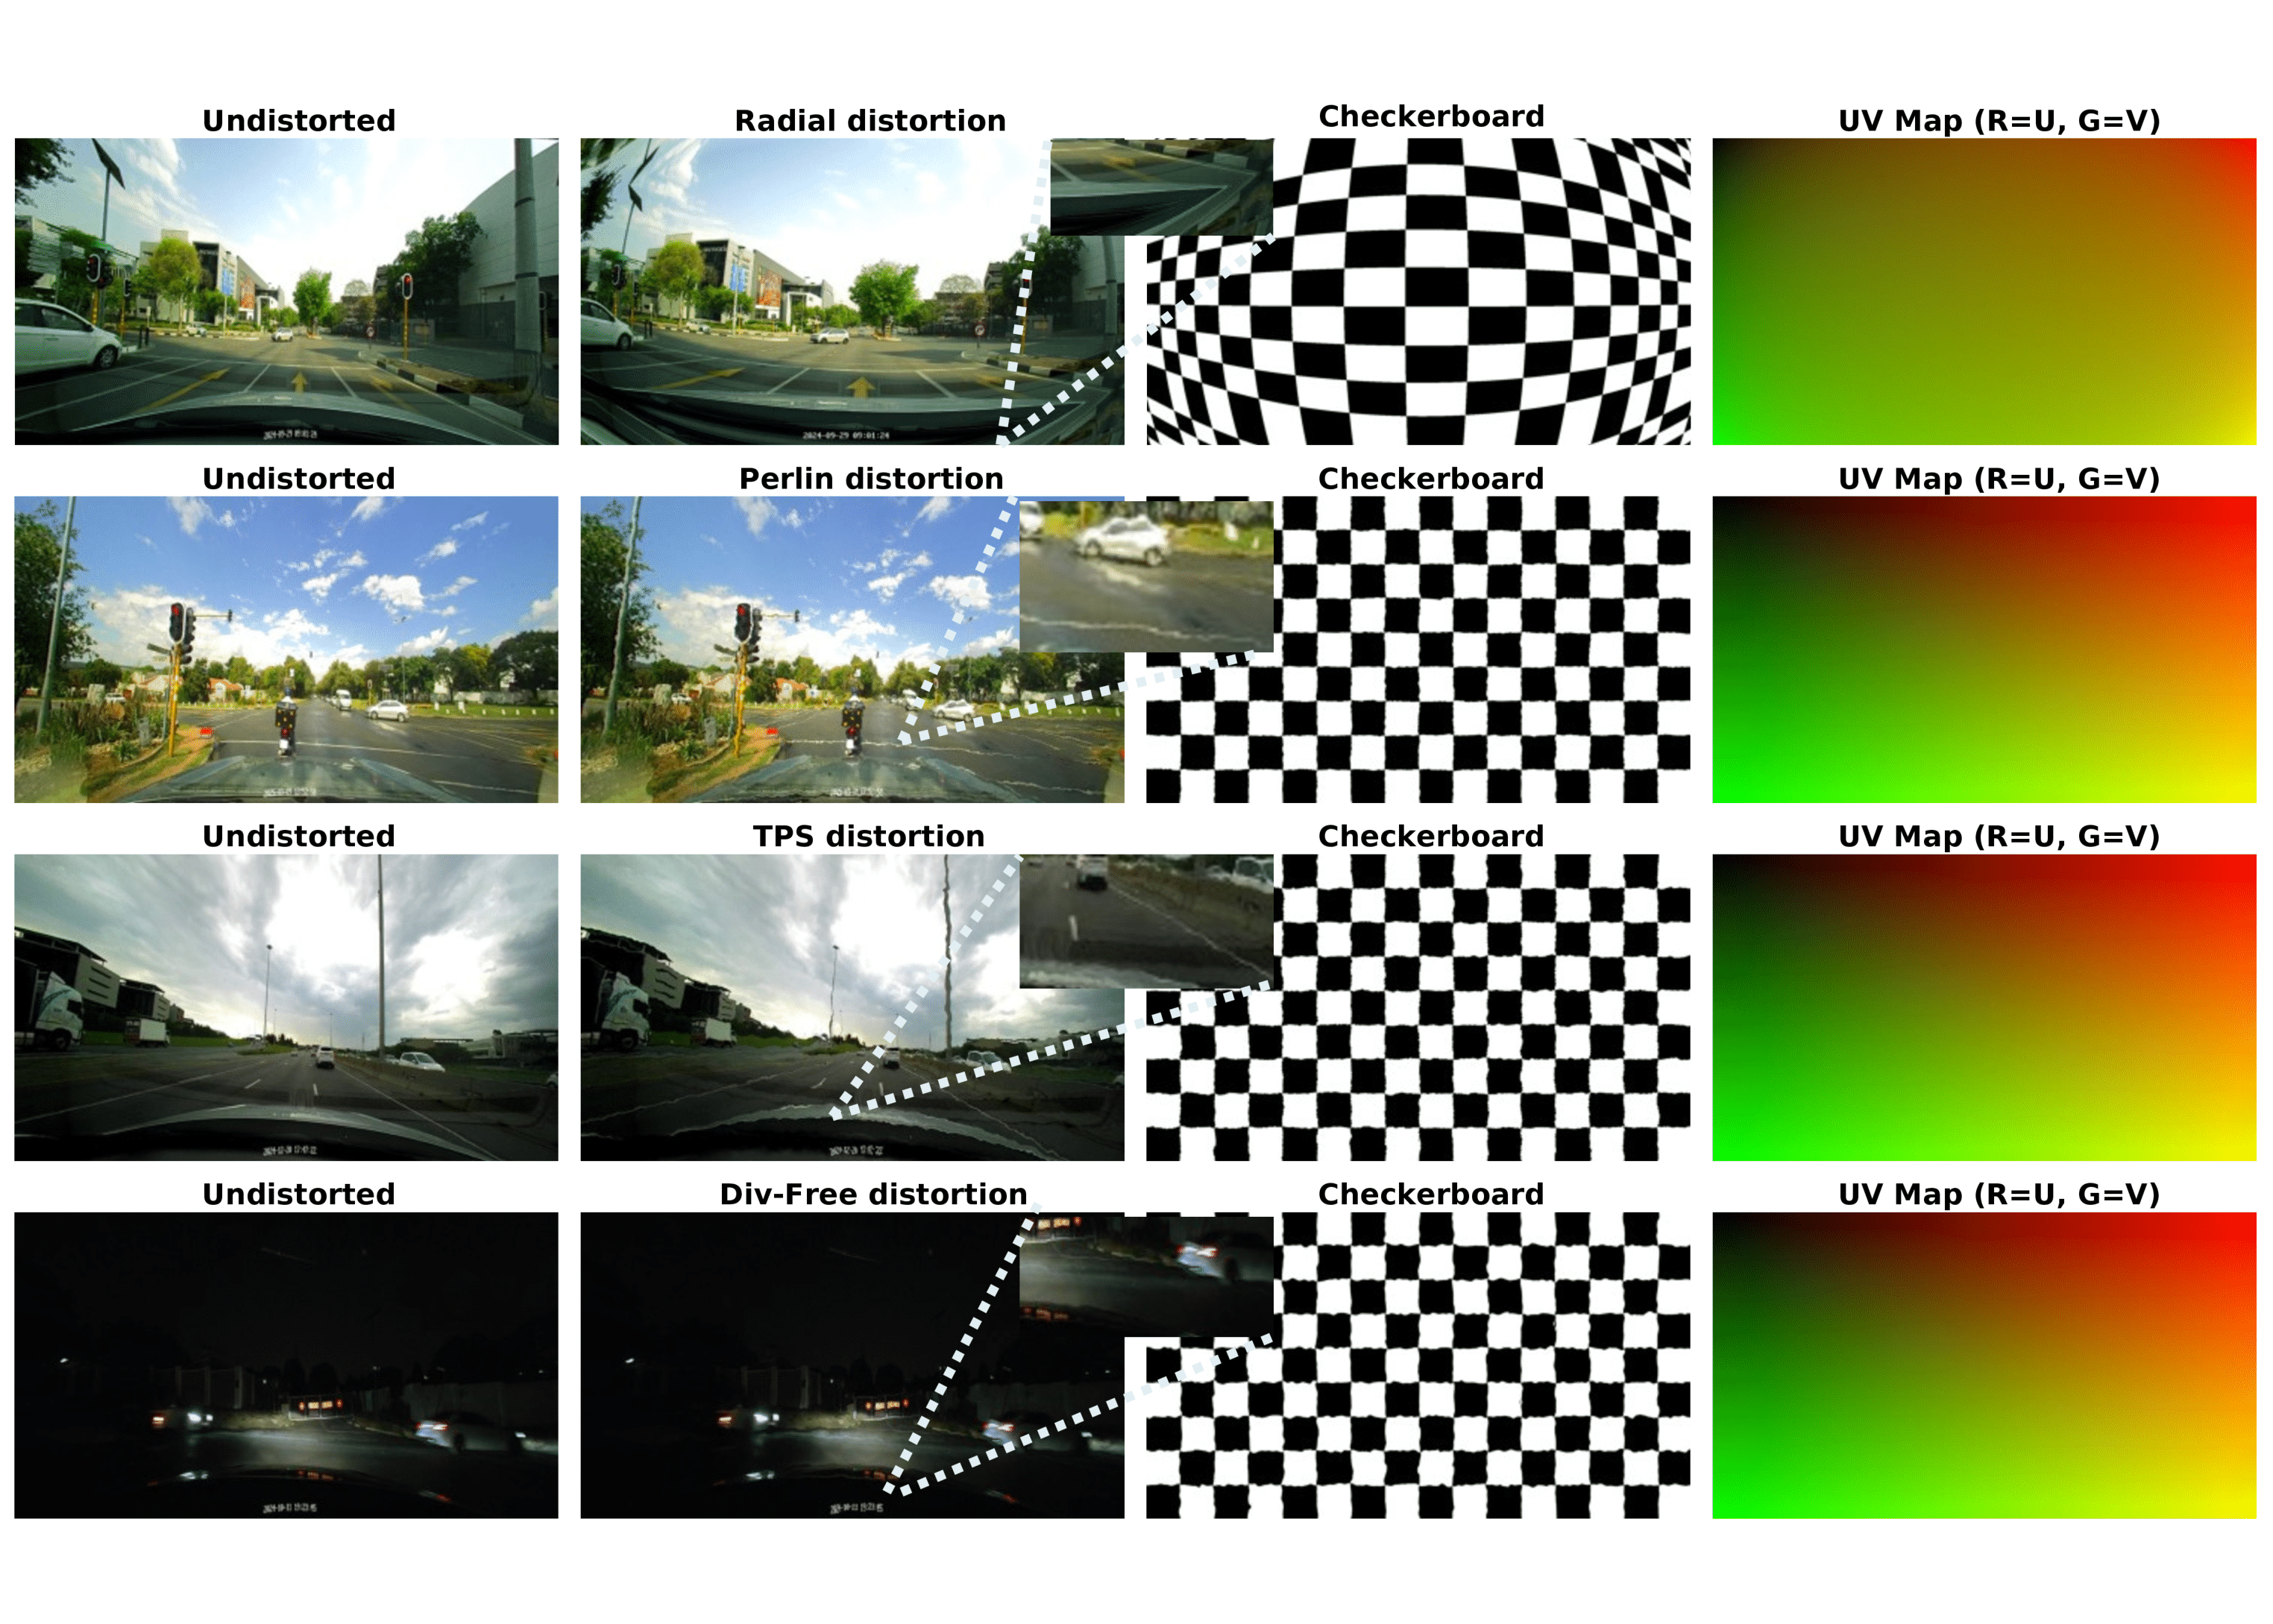 Undistorted Radial distortion Checkerboard UV Map (R=U, G=V)
2024-09-29 09:01:24
Undistorted Perlin distortion Checkerboard UV Map (R=U, G=V)
Undistorted TPS distortion Checkerboard UV Map (R=U, G=V)
Undistorted Div-Free distortion Checkerboard UV Map (R=U, G=V)